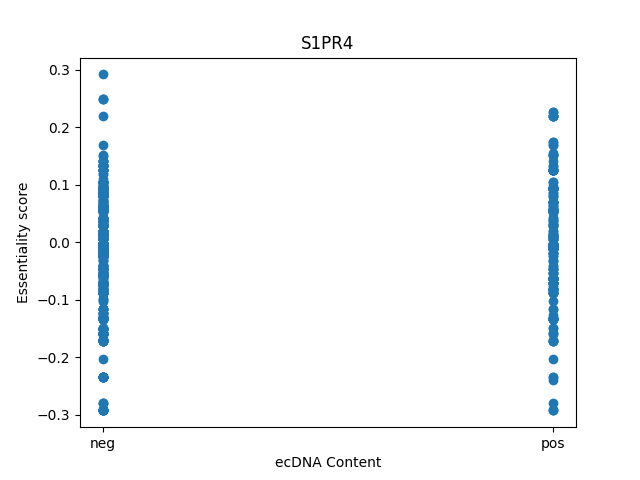 S1PR4
0.3
0.2
0.1
0.0
−0.1
−0.2
−0.3
Essentiality score
neg
pos
ecDNA Content